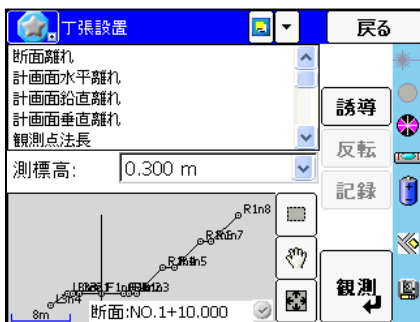 丁張設置
戻る
断面離れ
計画面水平離れ
計画面鉛直離れ
計画面垂直離れ
観測点法長
誘導
反転
測標高:
0.300 m
記録
R1n8
L3n4
観測
8m
断面:NO.1+10.000